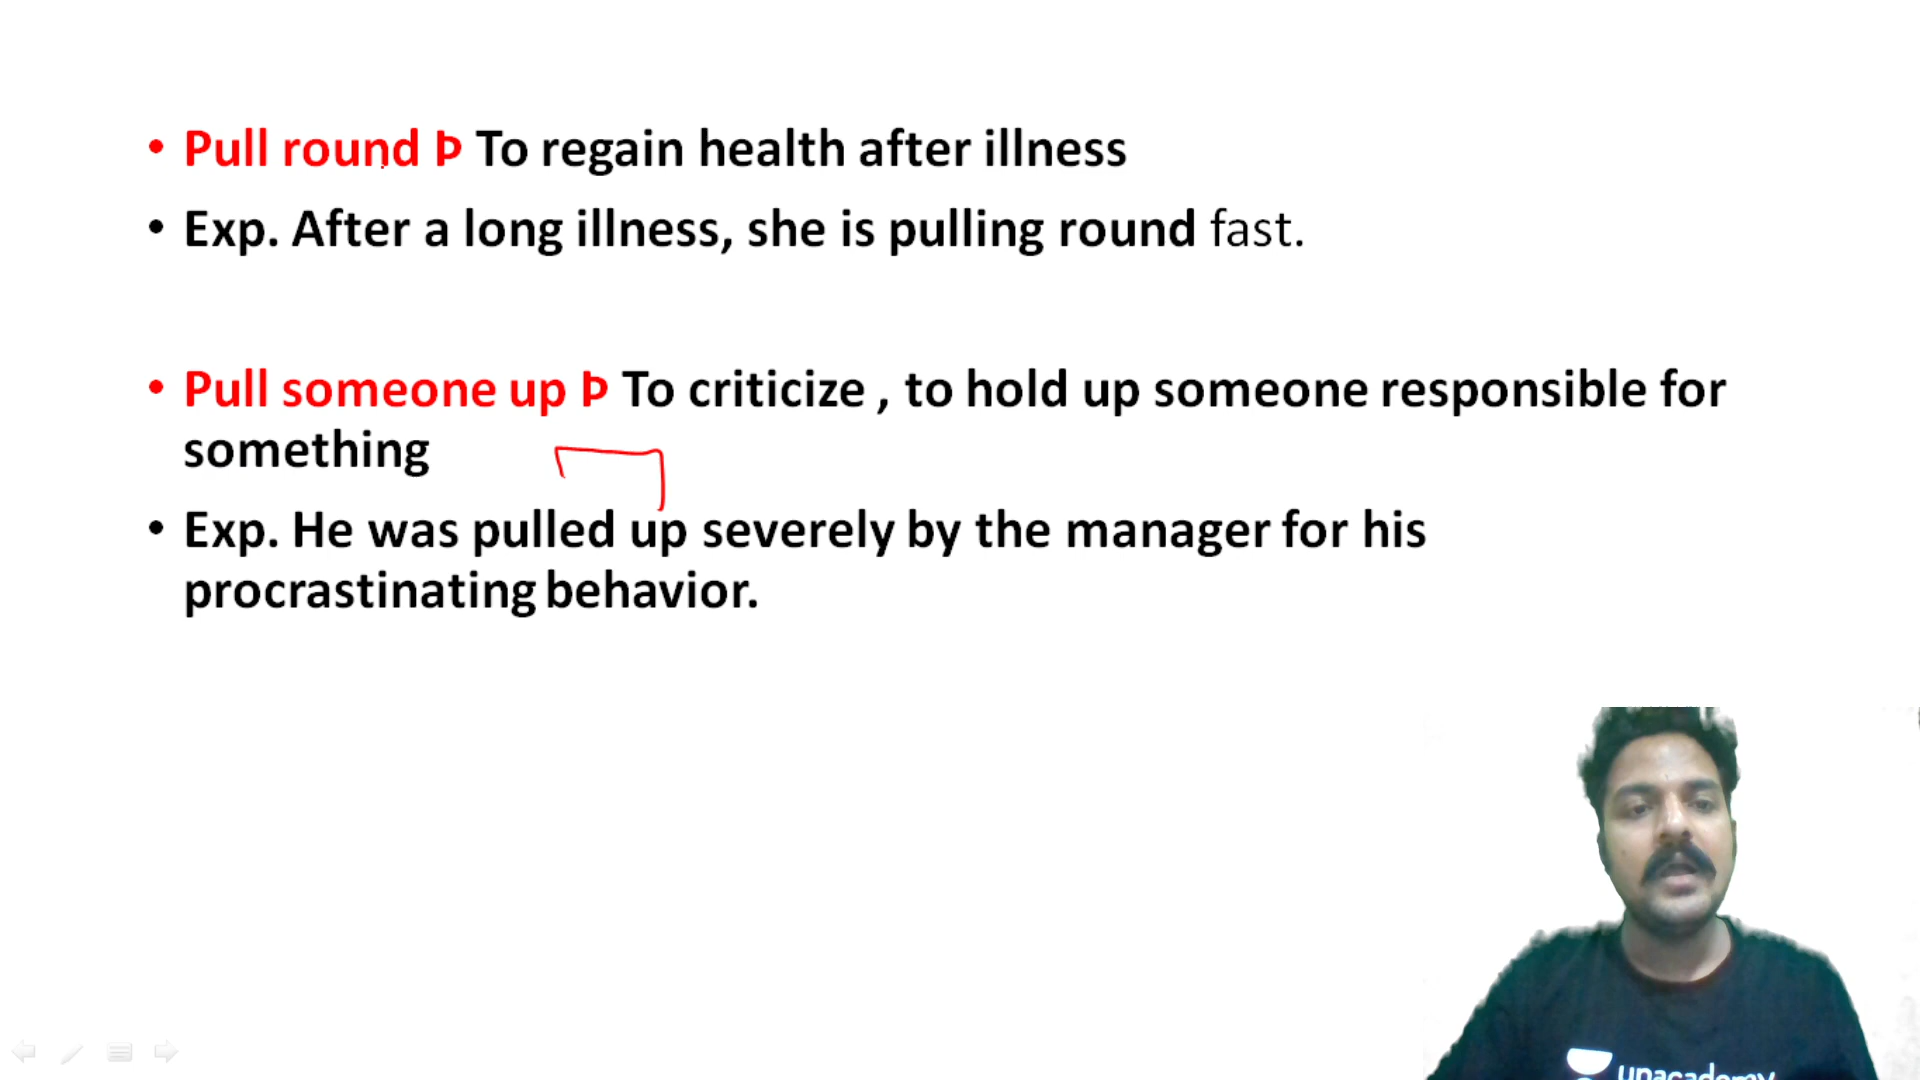 • Pull round Þ To regain health after illness
• Exp. After a long illness, she is pulling round fast.
• Pull someone up Þ To criticize , to hold up someone responsible for
something
• Exp. He was pulled up severely by the manager for his
procrastinating behavior.
unacademy